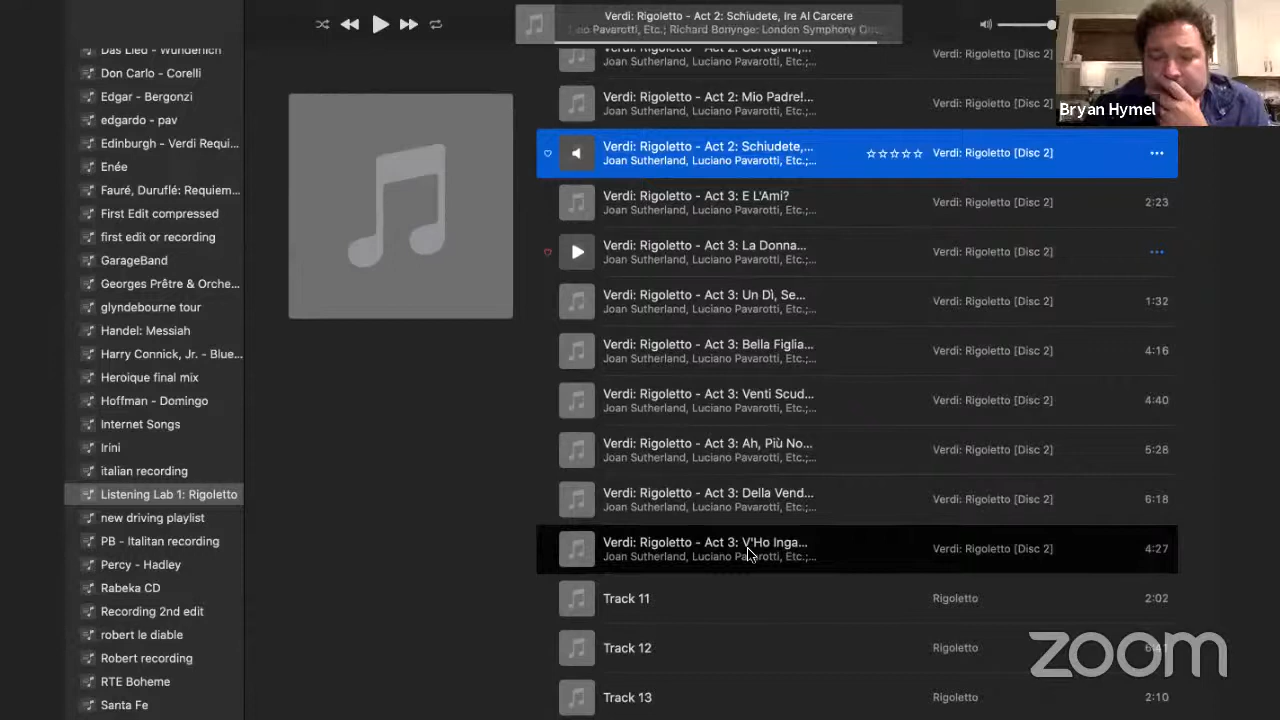 Verdi: Rigoletto - Act 2: Schiudete, Ire Al Carcere
Pavarotti, Etc.; Richard Bonynge: London Symphony
Das Lied - Wunderlich
Don Carlo - Corelli
Edgar - Bergonzi
edgardo - pav
Edinburgh - Verdi Requi...
Enée
Fauré, Duruflé: Requiem...
First Edit compressed
first edit or recording
GarageBand
Georges Prêtre & Orche...
glyndebourne tour
Handel: Messiah
Harry Connick, Jr. - Blue...
Heroique final mix
Hoffman - Domingo
Internet Songs
Irini
italian recording
Listening Lab 1: Rigoletto
new driving playlist
PB - Italitan recording
Percy - Hadley
Rabeka CD
Recording 2nd edit
robert le diable
Robert recording
RTE Boheme
Santa Fe
Verdi: Rigoletto - Act 2: Cortigiani,...
Joan Sutherland, Luciano Pavarotti, Etc.;...
Verdi: Rigoletto [Disc 2]
Verdi: Rigoletto - Act 2: Mio Padre!...
Joan Sutherland, Luciano Pavarotti, Etc.;...
Verdi: Rigoletto [Disc 2]
Verdi: Rigoletto - Act 2: Schiudete,...
Joan Sutherland, Luciano Pavarotti, Etc.;...
Verdi: Rigoletto [Disc 2]
Verdi: Rigoletto - Act 3: E L'Ami?
Joan Sutherland, Luciano Pavarotti, Etc.;...
Verdi: Rigoletto [Disc 2] 2:23
Verdi: Rigoletto - Act 3: La Donna...
Joan Sutherland, Luciano Pavarotti, Etc.;...
Verdi: Rigoletto [Disc 2]
Verdi: Rigoletto - Act 3: Un Dì, Se...
Joan Sutherland, Luciano Pavarotti, Etc.;...
Verdi: Rigoletto [Disc 2] 1:32
Verdi: Rigoletto - Act 3: Bella Figlia...
Joan Sutherland, Luciano Pavarotti, Etc.;...
Verdi: Rigoletto [Disc 2] 4:16
Verdi: Rigoletto - Act 3: Venti Scud...
Joan Sutherland, Luciano Pavarotti, Etc.;...
Verdi: Rigoletto [Disc 2] 4:40
Verdi: Rigoletto - Act 3: Ah, Più No...
Joan Sutherland, Luciano Pavarotti, Etc.;...
Verdi: Rigoletto [Disc 2] 5:28
Verdi: Rigoletto - Act 3: Della Vend...
Joan Sutherland, Luciano Pavarotti, Etc.;...
Verdi: Rigoletto [Disc 2] 6:18
Verdi: Rigoletto - Act 3: V'Ho Inga...
Joan Sutherland, Luciano Pavarotti, Etc.;...
Verdi: Rigoletto [Disc 2] 4:27
Track 11 Rigoletto 2:02
Track 12 Rigoletto
Track 13 Rigoletto 2:10
Bryan Hymel
zoom